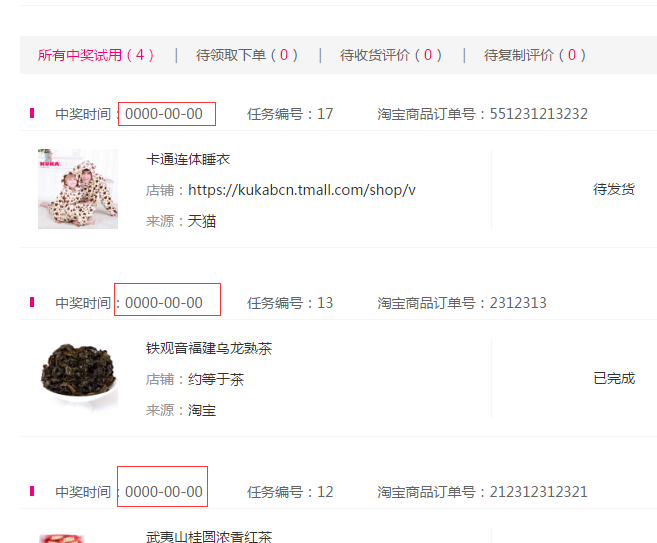 所有中奖试用（4） | 待领取下单（0） | 待收货评价（0） | 待复制评价（0）
中奖时间：0000-00-00 任务编号：17 淘宝商品订单号：551231213232
卡通连体睡衣
店铺：https://kukabcn.tmall.com/shop/v
待发货
来源：天猫
中奖时间：0000-00-00 任务编号：13 淘宝商品订单号：2312313
铁观音福建乌龙熟茶
店铺：约等于茶
已完成
来源：淘宝
中奖时间：0000-00-00 任务编号：12 淘宝商品订单号：212312312321
武夷山桂圆浓香红茶